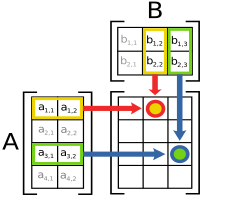 B
b1,1 b1,2 b1,3
b2,1 b2,2 b2,3
A
a1,1 a1,2
a2,1 a2,2
a3,1 a3,2
a4,1 a4,2